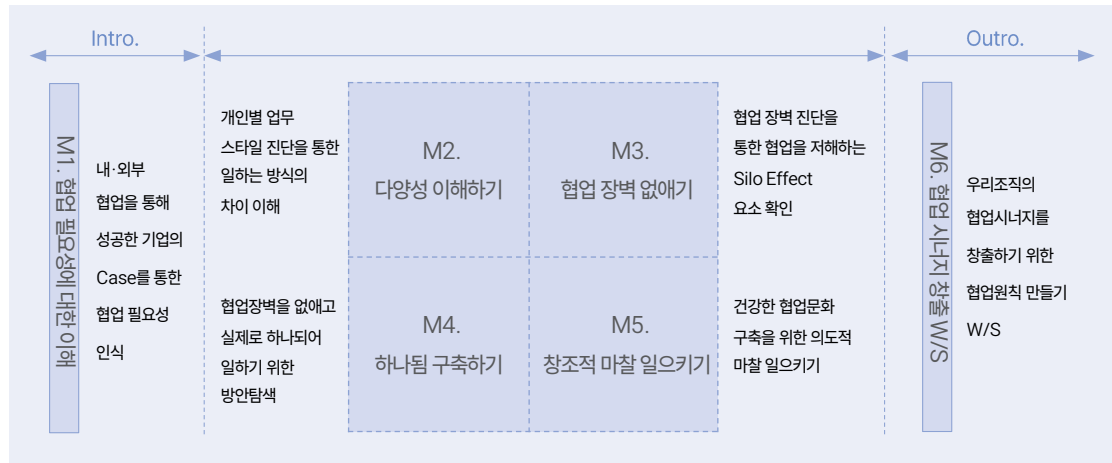 Intro.
Outro.
M1. 협업 필요성에 대한 이해
내·외부
협업을 통해
성공한 기업의
Case를 통한
협업 필요성
인식
개인별 업무
스타일 진단을 통한
일하는 방식의
차이 이해
M2.
다양성 이해하기
M3.
협업 장벽 없애기
협업 장벽 진단을
통한 협업을 저해하는
Silo Effect
요소 확인
협업장벽을 없애고
실제로 하나되어
일하기 위한
방안탐색
M4.
하나됨 구축하기
M5.
창조적 마찰 일으키기
건강한 협업문화
구축을 위한 의도적
마찰 일으키기
M6. 협업 시너지 창출 W/S
우리조직의
협업시너지를
창출하기 위한
협업원칙 만들기
W/S